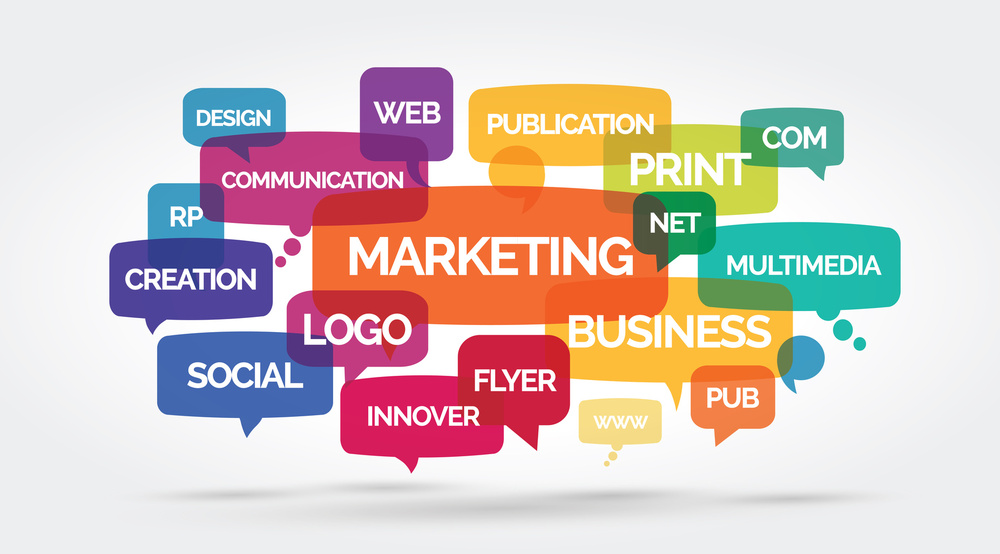 DESIGN
WEB
PUBLICATION
COM
COMMUNICATION
PRINT
RP
NET
MARKETING
CREATION
MULTIMEDIA
LOGO
BUSINESS
SOCIAL
FLYER
INNOVER
PUB
www